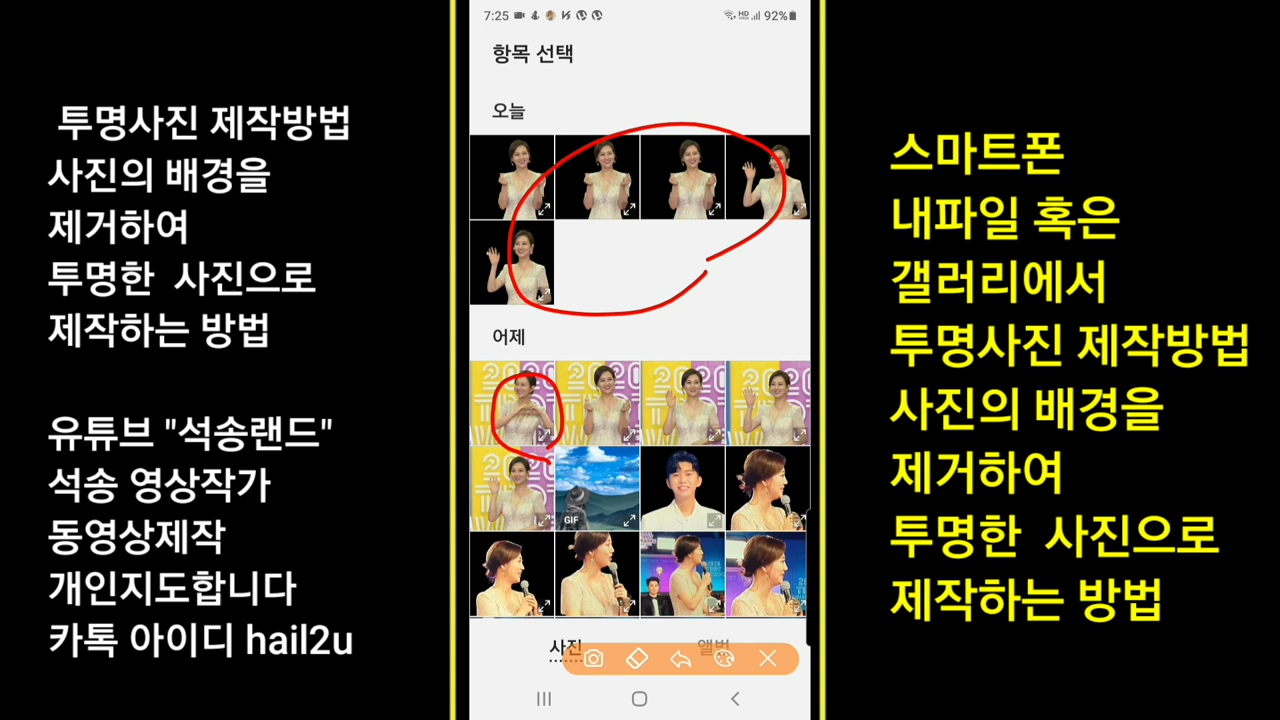 투명사진 제작방법
사진의 배경을
제거하여
투명한 사진으로
제작하는 방법
유튜브 "석송랜드"
석송 영상작가
동영상제작
개인지도합니다
카톡 아이디 hail2u
7:25
HD
92%
항목 선택
오늘
어제
2020
2020
2020
2020
2020
GIF
사진
앨범
스마트폰
내파일 혹은
갤러리에서
투명사진 제작방법
사진의 배경을
제거하여
투명한 사진으로
제작하는 방법